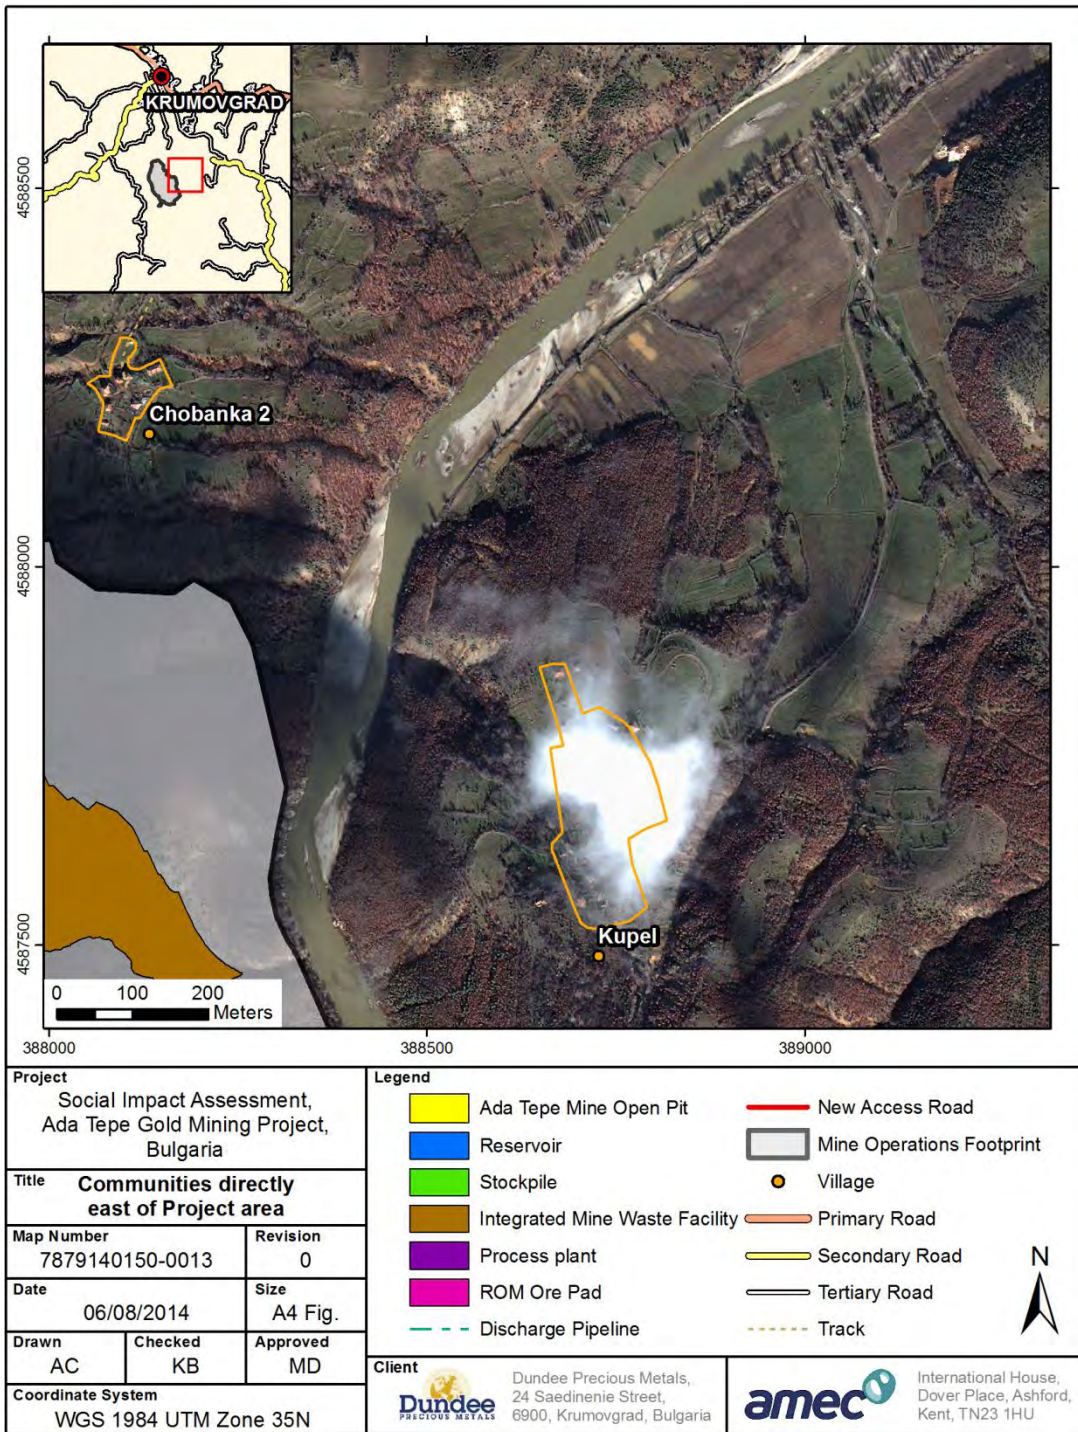 KRUMOVGRAD
4588500
4588000
4587500
Chobanka 2
Kupel
0 100 200
Meters
388000 388500 389000
Project
Social Impact Assessment,
Ada Tepe Gold Mining Project,
Bulgaria
Title Communities directly
east of Project area
Map Number Revision
7879140150-0013 0
Date Size
06/08/2014 A4 Fig.
Drawn Checked Approved
AC KB MD
Coordinate System
WGS 1984 UTM Zone 35N
Legend
Ada Tepe Mine Open Pit
Reservoir
Stockpile
Integrated Mine Waste Facility
Process plant
ROM Ore Pad
Discharge Pipeline
New Access Road
Mine Operations Footprint
Village
Primary Road
Secondary Road
Tertiary Road
Track
N
Client
Dundee
PRECIOUS METALS
Dundee Precious Metals,
24 Saedinenie Street,
6900, Krumovgrad, Bulgaria
amec
International House,
Dover Place, Ashford,
Kent, TN23 1HU